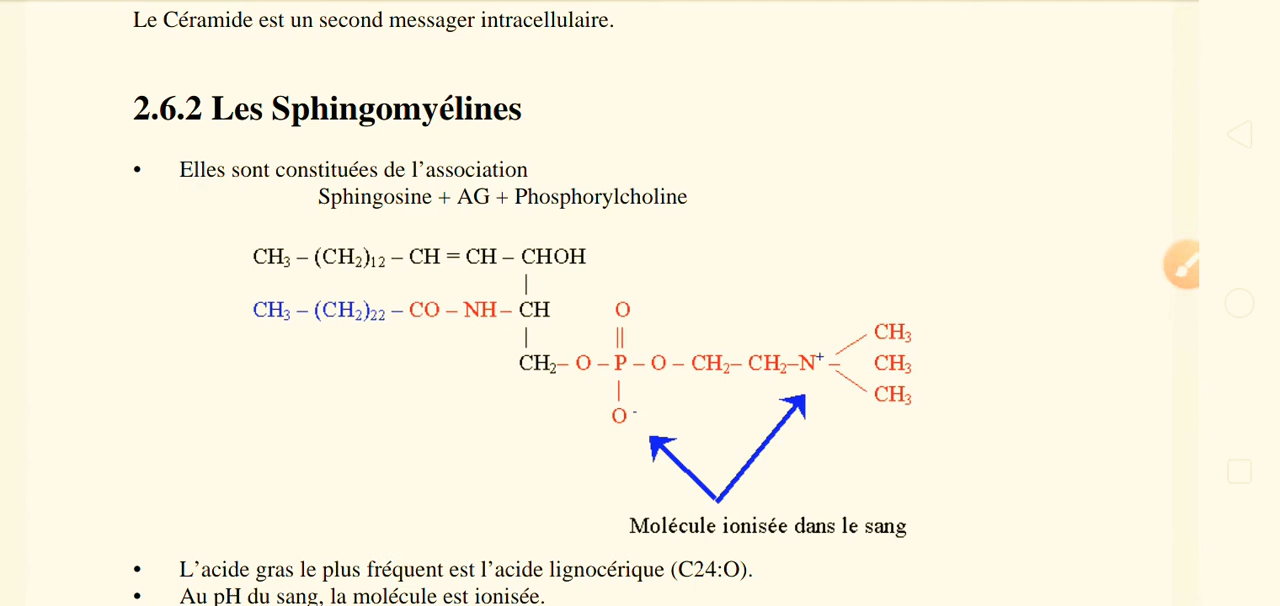 Le Céramide est un second messager intracellulaire.
2.6.2 Les Sphingomyélines
• Elles sont constituées de l’association
Sphingosine + AG + Phosphorylcholine
CH₃ – (CH₂)₁₂ – CH = CH – CHOH
|
CH₃ – (CH₂)₂₂ – CO – NH – CH O
| || CH₃
CH₂ – O – P – O – CH₂ – CH₂ – N⁺ – CH₃
| CH₃
O⁻
Molécule ionisée dans le sang
• L’acide gras le plus fréquent est l’acide lignocérique (C24:O).
• Au pH du sang, la molécule est ionisée.